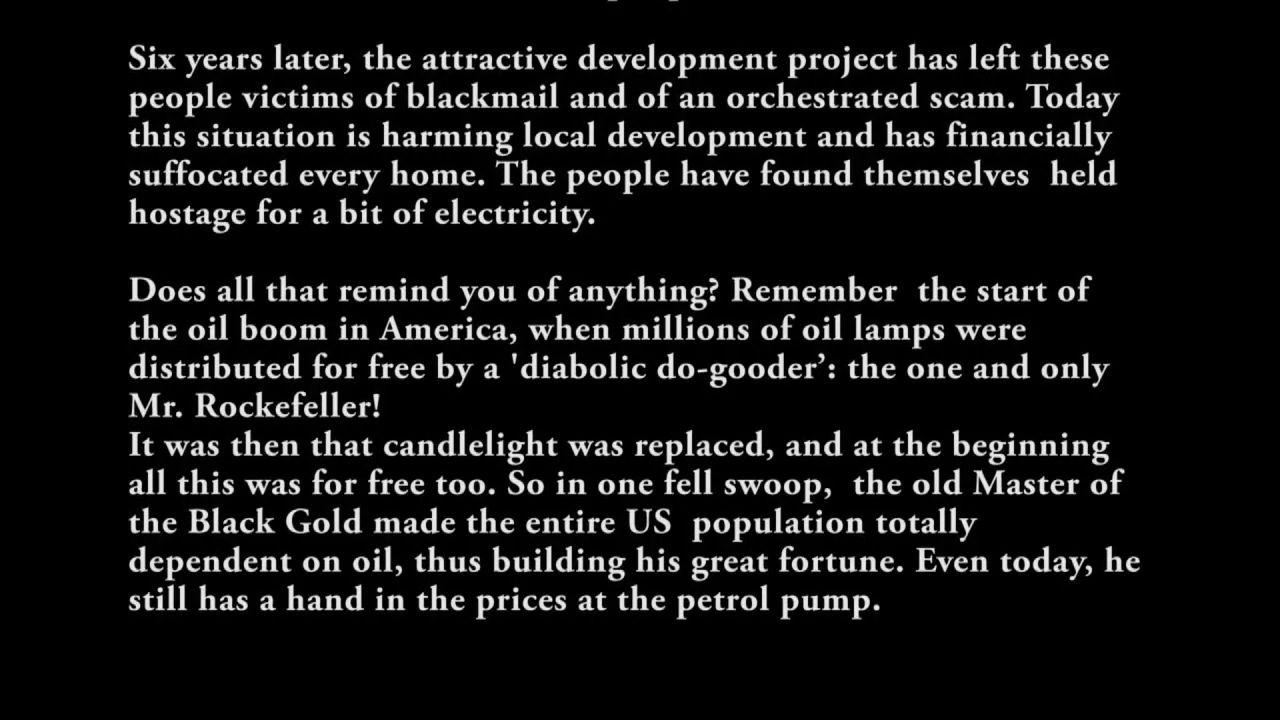 Six years later, the attractive development project has left these
people victims of blackmail and of an orchestrated scam. Today
this situation is harming local development and has financially
suffocated every home. The people have found themselves  held
hostage for a bit of electricity.
Does all that remind you of anything? Remember  the start of
the oil boom in America, when millions of oil lamps were
distributed for free by a 'diabolic do-gooder’: the one and only
Mr. Rockefeller!
It was then that candlelight was replaced, and at the beginning
all this was for free too. So in one fell swoop,  the old Master of
the Black Gold made the entire US  population totally
dependent on oil, thus building his great fortune. Even today, he
still has a hand in the prices at the petrol pump.